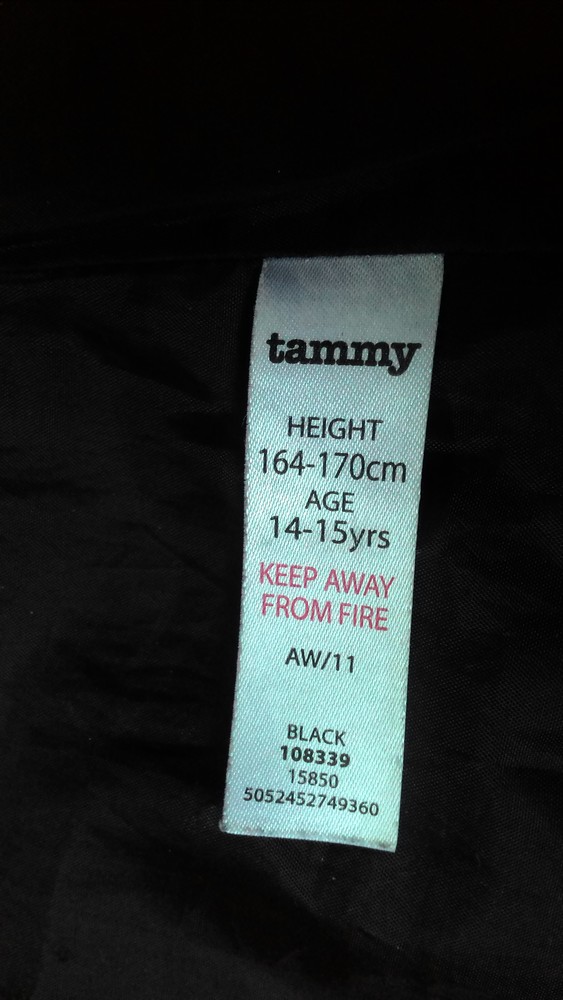 tammy
HEIGHT
164-170cm
AGE
14-15yrs
KEEP AWAY
FROM FIRE
AW/11
BLACK
108339
15850
5052452749360